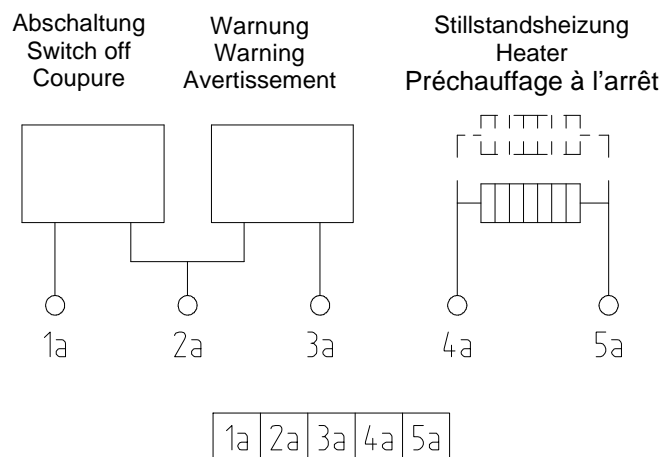 Abschaltung
Switch off
Coupure
Warnung
Warning
Avertissement
Stillstandsheizung
Heater
Préchauffage à l'arrêt
1a 2a 3a 4a 5a
1a 2a 3a 4a 5a